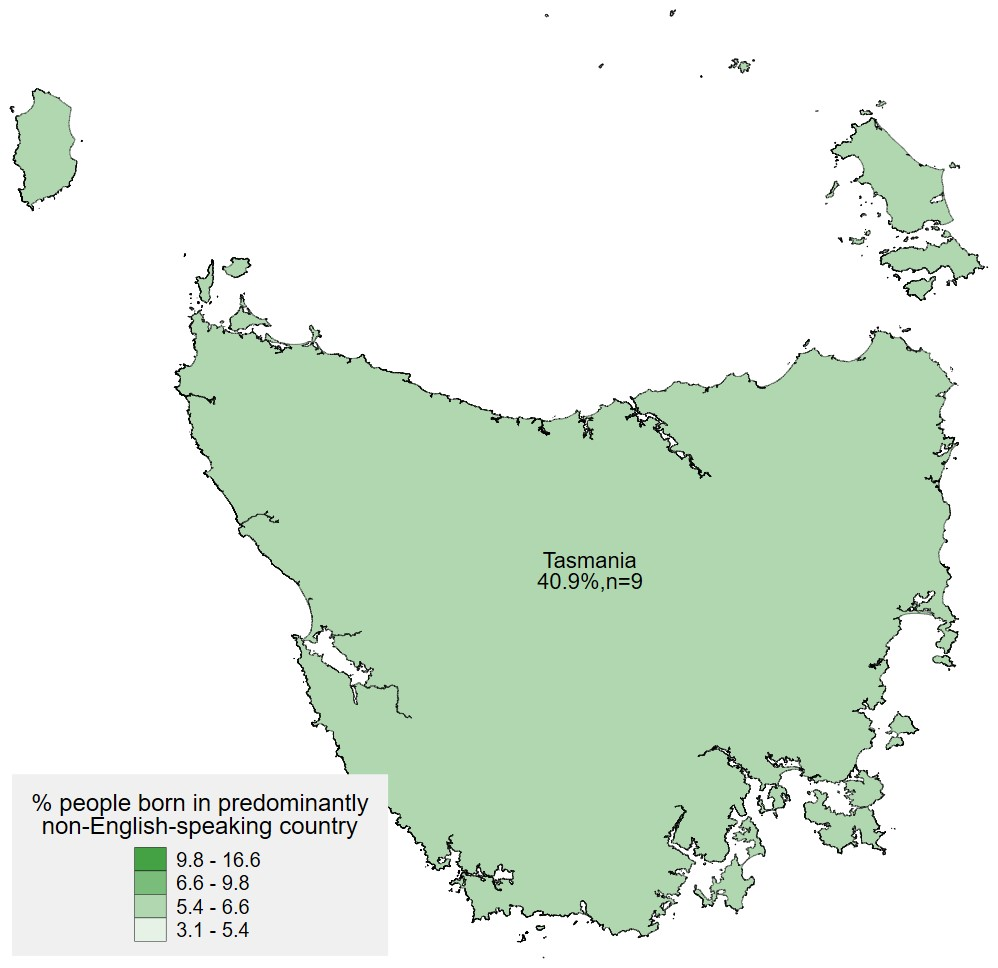 Tasmania
40.9%,n=9
% people born in predominantly
non-English-speaking country
9.8 - 16.6
6.6 - 9.8
5.4 - 6.6
3.1 - 5.4